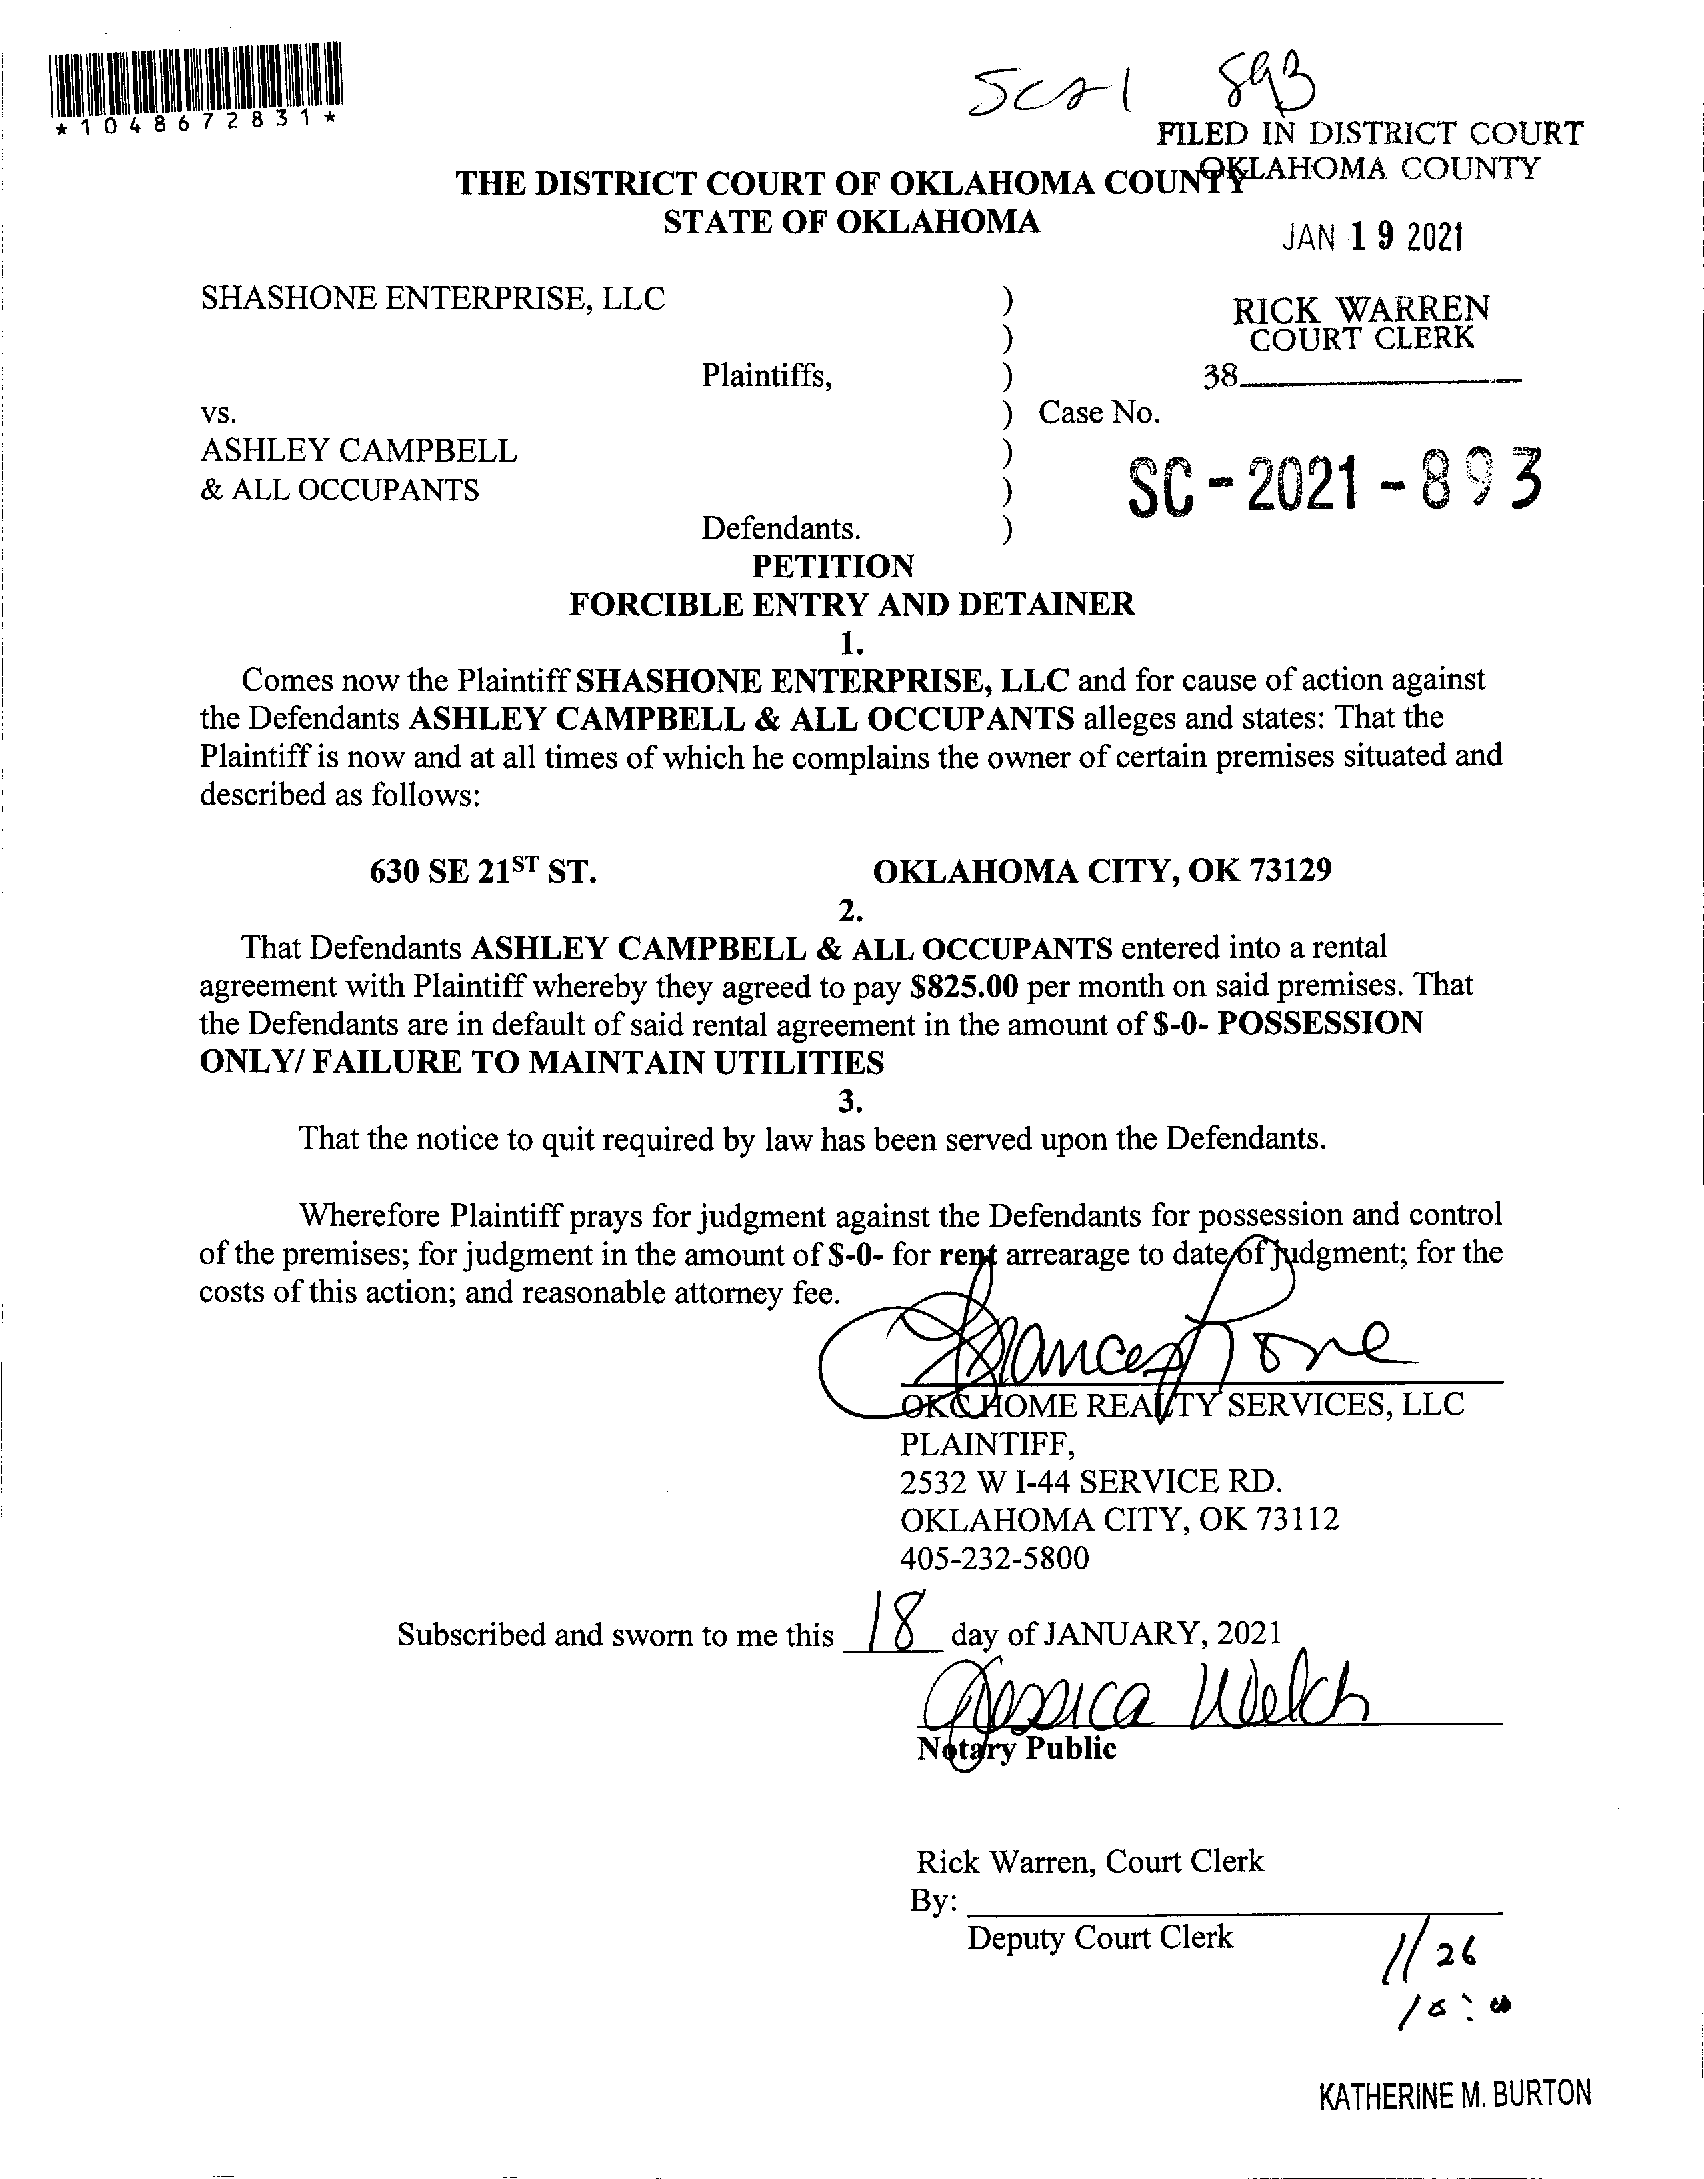 *1048672831*
SC21 893
FILED IN DISTRICT COURT
OKLAHOMA COUNTY
THE DISTRICT COURT OF OKLAHOMA COUNTY
STATE OF OKLAHOMA
JAN 19 2021
SHASHONE ENTERPRISE, LLC )
RICK WARREN
)
COURT CLERK
Plaintiffs, )
38
vs. ) Case No.
ASHLEY CAMPBELL )
& ALL OCCUPANTS )
SC-2021-893
Defendants. )
PETITION
FORCIBLE ENTRY AND DETAINER
1.
Comes now the Plaintiff SHASHONE ENTERPRISE, LLC and for cause of action against
the Defendants ASHLEY CAMPBELL & ALL OCCUPANTS alleges and states: That the
Plaintiff is now and at all times of which he complains the owner of certain premises situated and
described as follows:
630 SE 21ST ST. OKLAHOMA CITY, OK 73129
2.
That Defendants ASHLEY CAMPBELL & ALL OCCUPANTS entered into a rental
agreement with Plaintiff whereby they agreed to pay $825.00 per month on said premises. That
the Defendants are in default of said rental agreement in the amount of $-0- POSSESSION
ONLY/ FAILURE TO MAINTAIN UTILITIES
3.
That the notice to quit required by law has been served upon the Defendants.
Wherefore Plaintiff prays for judgment against the Defendants for possession and control
of the premises; for judgment in the amount of $-0- for rent arrearage to date of judgment; for the
costs of this action; and reasonable attorney fee.
OKC HOME REALTY SERVICES, LLC
PLAINTIFF,
2532 W I-44 SERVICE RD.
OKLAHOMA CITY, OK 73112
405-232-5800
Subscribed and sworn to me this 18 day of JANUARY, 2021
Jessica Welch
Notary Public
Rick Warren, Court Clerk
By:
Deputy Court Clerk
1/26
10:00
KATHERINE M. BURTON